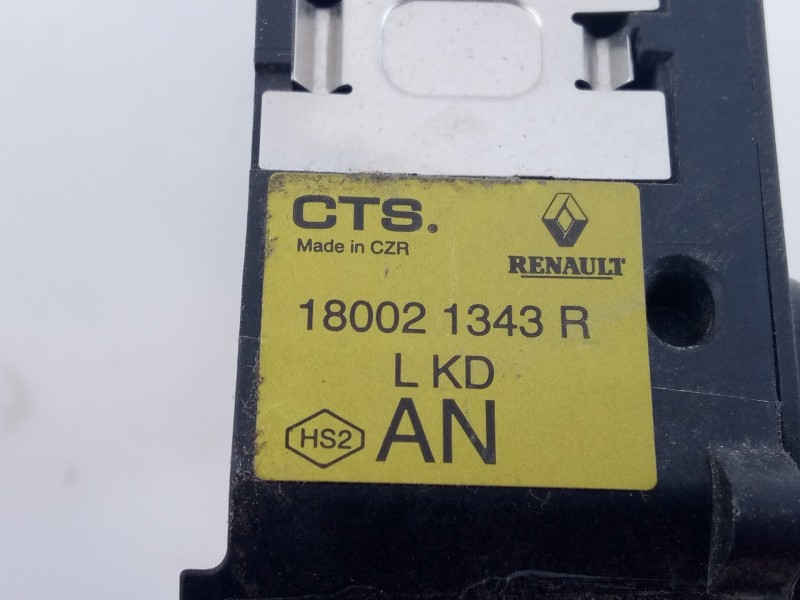 CTS.
Made in CZR
RENAULT
18002 1343 R
L KD
HS2
AN